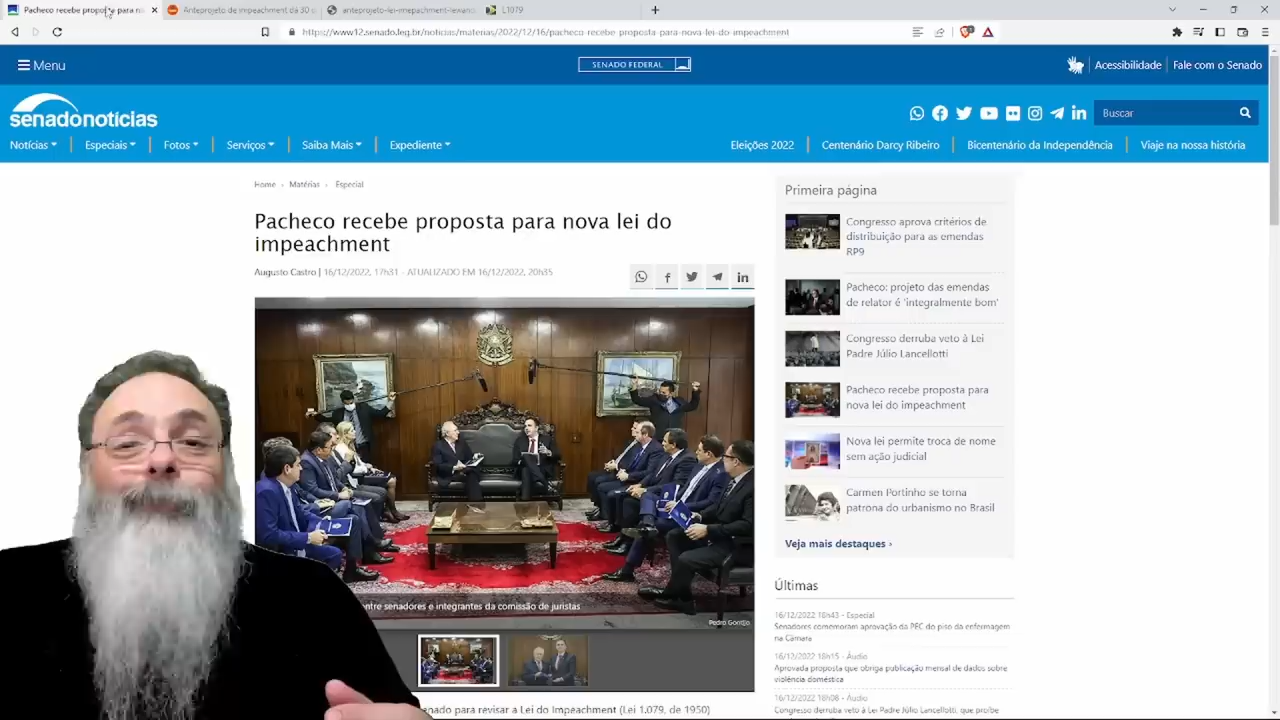 Pacheco recebe proposta para na
Anteprojeto de impeachment dá 30 d
anteprojeto-lei-imepachment-lewand
L1079
https://www12.senado.leg.br/noticias/materias/2022/12/16/pacheco-recebe-proposta-para-nova-lei-do-impeachment
Menu
SENADO FEDERAL
Acessibilidade
Fale com o Senado
senadonotícias
Buscar
Notícias
Especiais
Fotos
Serviços
Saiba Mais
Expediente
Eleições 2022
Centenário Darcy Ribeiro
Bicentenário da Independência
Viaje na nossa história
Home › Matérias › Especial
Pacheco recebe proposta para nova lei do
impeachment
Augusto Castro | 16/12/2022, 17h31 - ATUALIZADO EM 16/12/2022, 20h35
ntre senadores e integrantes da comissão de juristas
Pedro Gontijo
enado para revisar a Lei do Impeachment (Lei 1.079, de 1950)
Primeira página
Congresso aprova critérios de
distribuição para as emendas
RP9
Pacheco: projeto das emendas
de relator é 'integralmente bom'
Congresso derruba veto à Lei
Padre Júlio Lancellotti
Pacheco recebe proposta para
nova lei do impeachment
Nova lei permite troca de nome
sem ação judicial
Carmen Portinho se torna
patrona do urbanismo no Brasil
Veja mais destaques ›
Últimas
16/12/2022 18h43 - Especial
Senadores comemoram aprovação da PEC do piso da enfermagem
na Câmara
16/12/2022 18h15 - Áudio
Aprovada proposta que obriga publicação mensal de dados sobre
violência doméstica
16/12/2022 18h08 - Áudio
Congresso derruba veto à Lei Padre Júlio Lancellotti, que proíbe